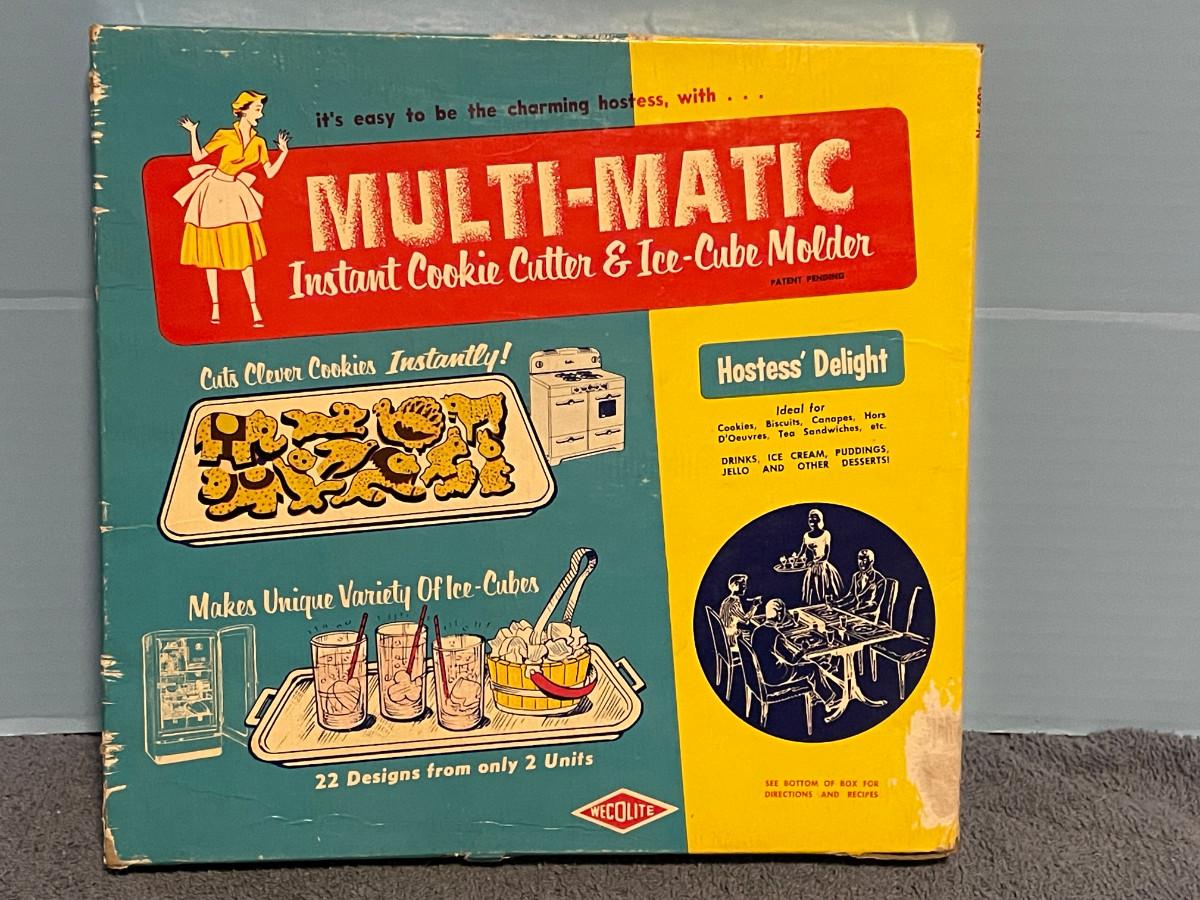 it's easy to be the charming hostess, with . . .
MULTI-MATIC
Instant Cookie Cutter & Ice-Cube Molder
PATENT PENDING
Cuts Clever Cookies Instantly!
Makes Unique Variety Of Ice-Cubes
22 Designs from only 2 Units
WECOLITE
Hostess' Delight
Ideal for
Cookies, Biscuits, Canapes, Hors
D'Oeuvres, Tea Sandwiches, etc.
DRINKS, ICE CREAM, PUDDINGS,
JELLO AND OTHER DESSERTS!
SEE BOTTOM OF BOX FOR
DIRECTIONS AND RECIPES